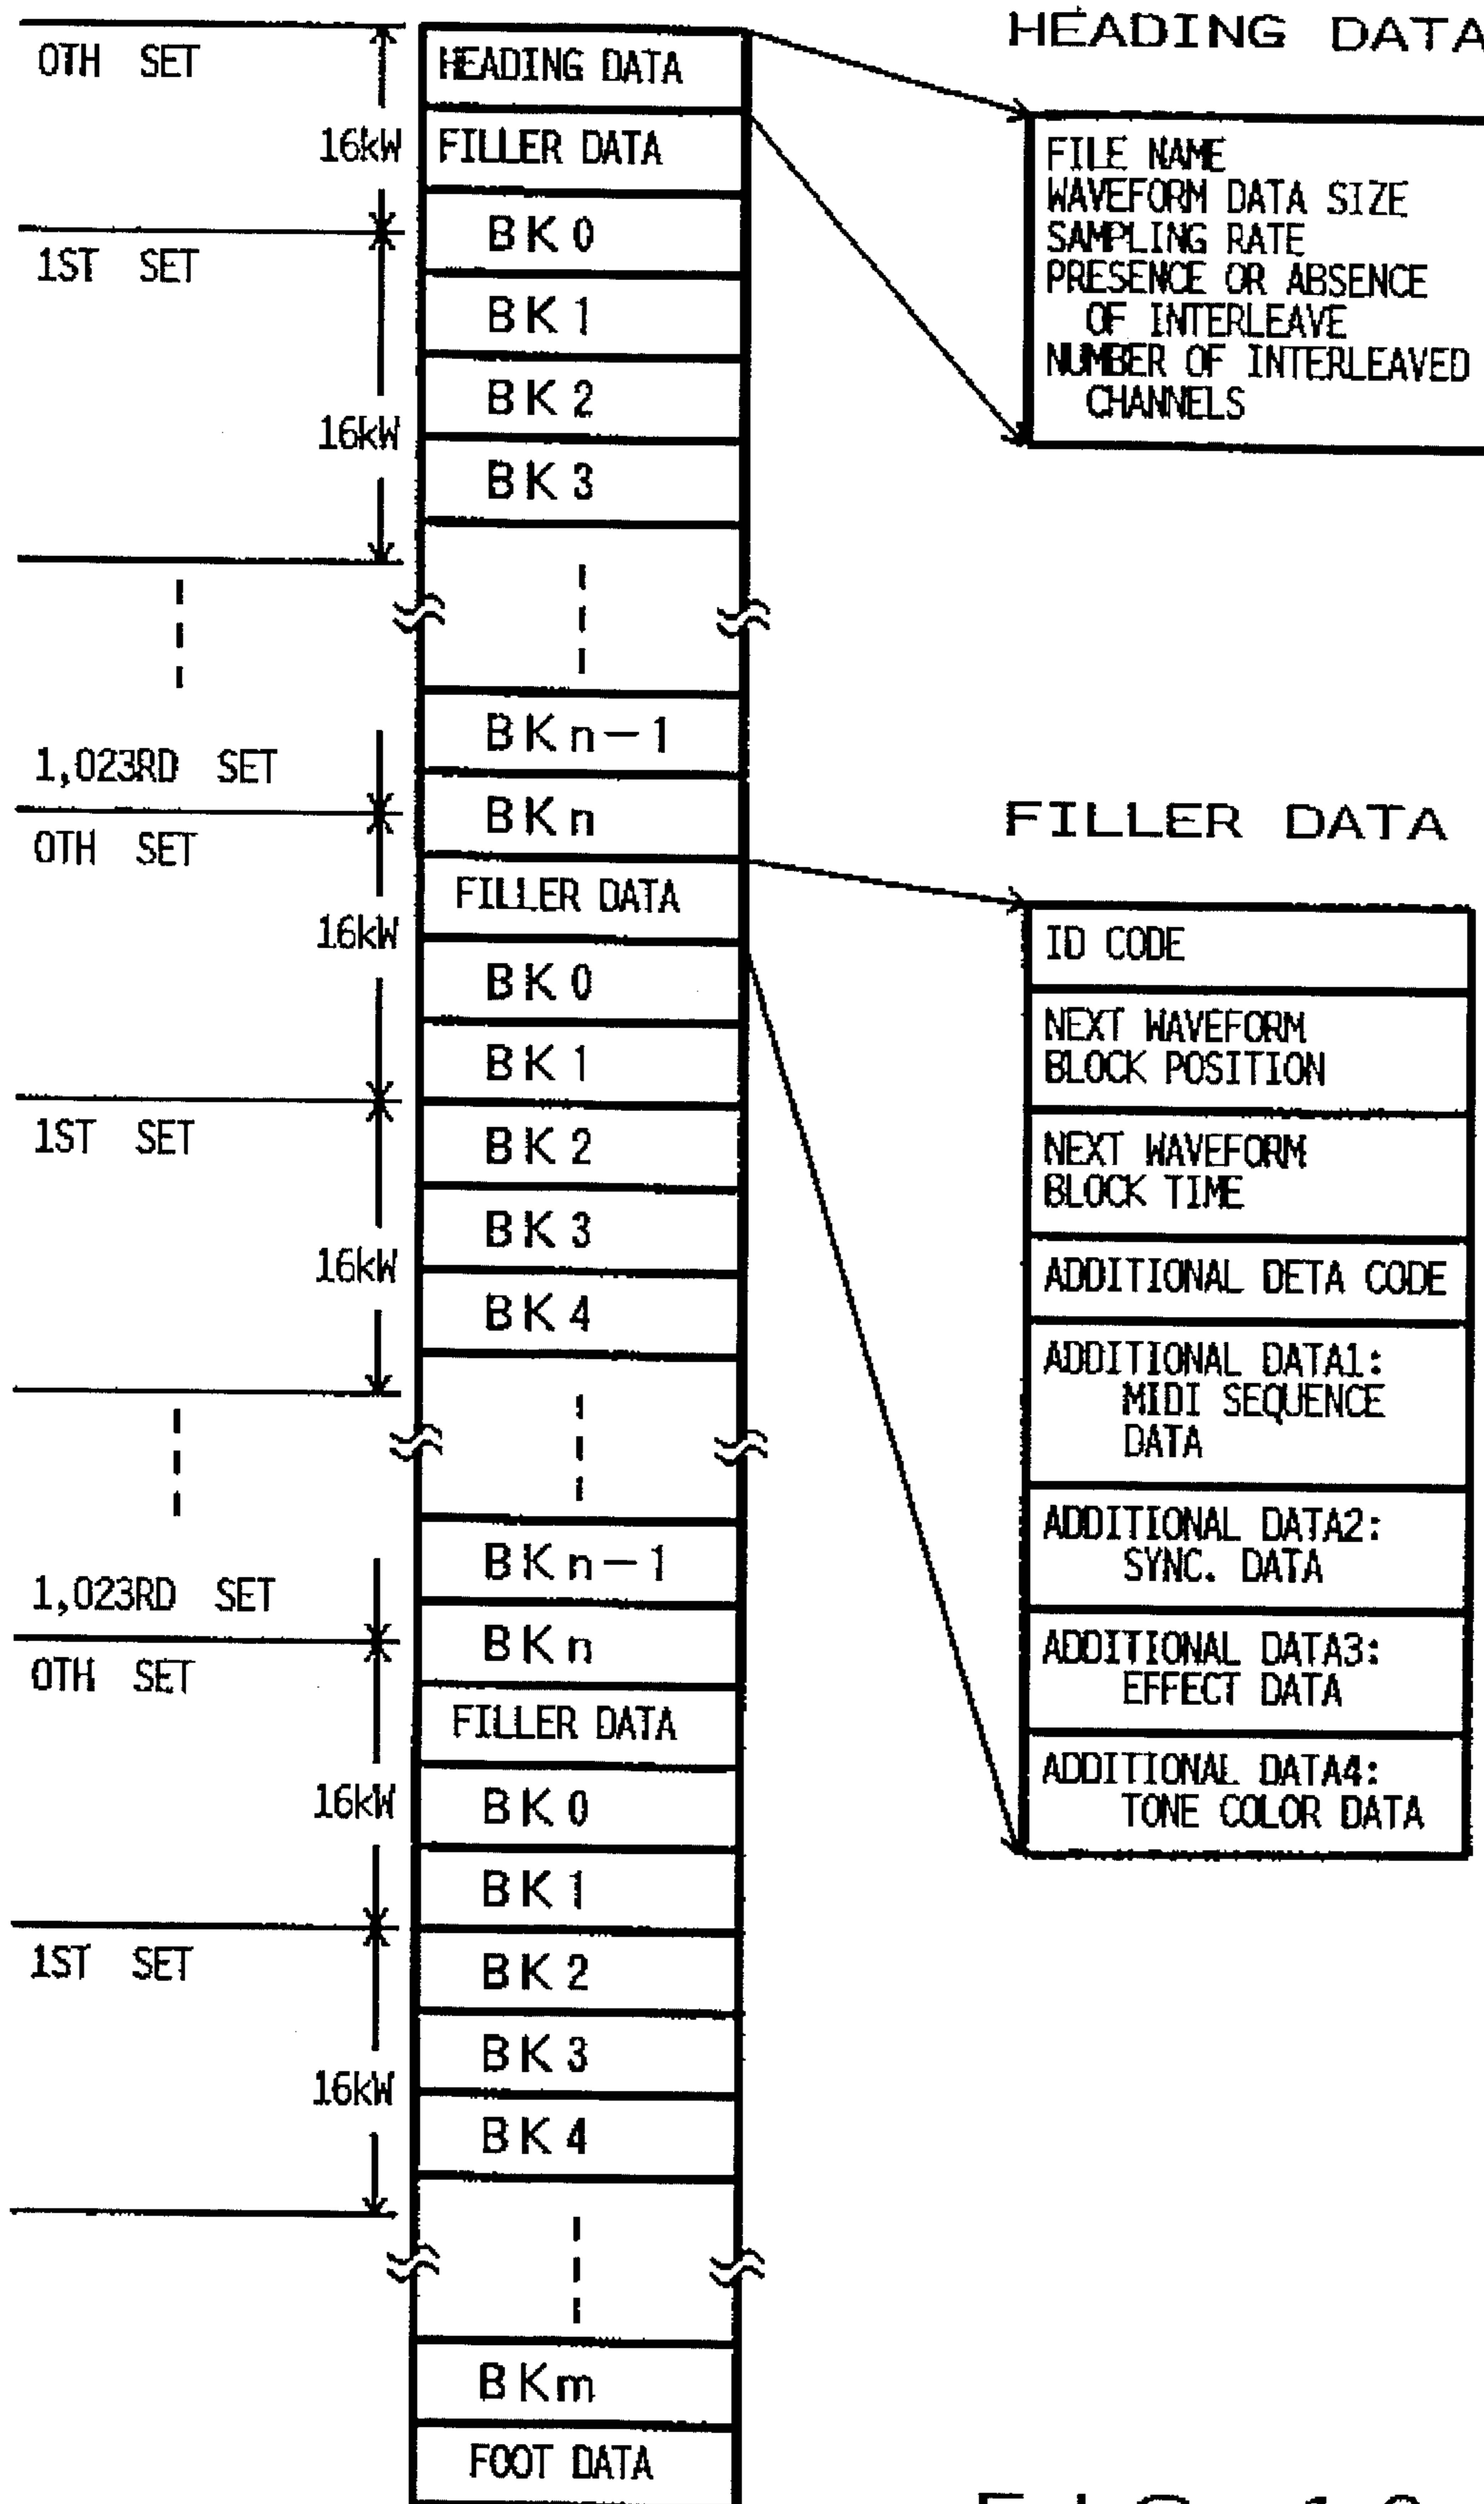 0TH SET
16kW
1ST SET
16kW
1,023RD SET
0TH SET
16kW
1ST SET
16kW
1,023RD SET
0TH SET
16kW
1ST SET
16kW
HEADING DATA
FILLER DATA
BK0
BK1
BK2
BK3
BKn-1
BKn
FILLER DATA
BK0
BK1
BK2
BK3
BK4
BKn-1
BKn
FILLER DATA
BK0
BK1
BK2
BK3
BK4
BKm
FOOT DATA
HEADING DATA
FILE NAME
WAVEFORM DATA SIZE
SAMPLING RATE
PRESENCE OR ABSENCE
OF INTERLEAVE
NUMBER OF INTERLEAVED
CHANNELS
FILLER DATA
ID CODE
NEXT WAVEFORM
BLOCK POSITION
NEXT WAVEFORM
BLOCK TIME
ADDITIONAL DETA CODE
ADDITIONAL DATA1:
MIDI SEQUENCE
DATA
ADDITIONAL DATA2:
SYNC. DATA
ADDITIONAL DATA3:
EFFECT DATA
ADDITIONAL DATA4:
TONE COLOR DATA